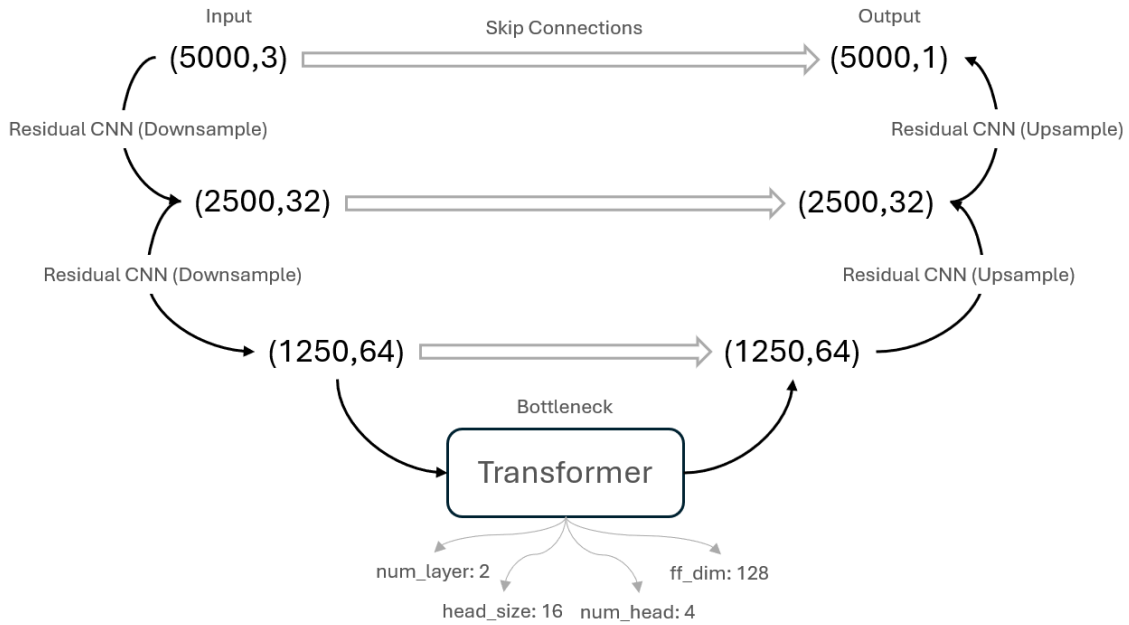 Input
Output
Skip Connections
(5000,3)
(5000,1)
Residual CNN (Downsample)
Residual CNN (Upsample)
(2500,32)
(2500,32)
Residual CNN (Downsample)
Residual CNN (Upsample)
(1250,64)
(1250,64)
Bottleneck
Transformer
num_layer: 2
ff_dim: 128
head_size: 16
num_head: 4